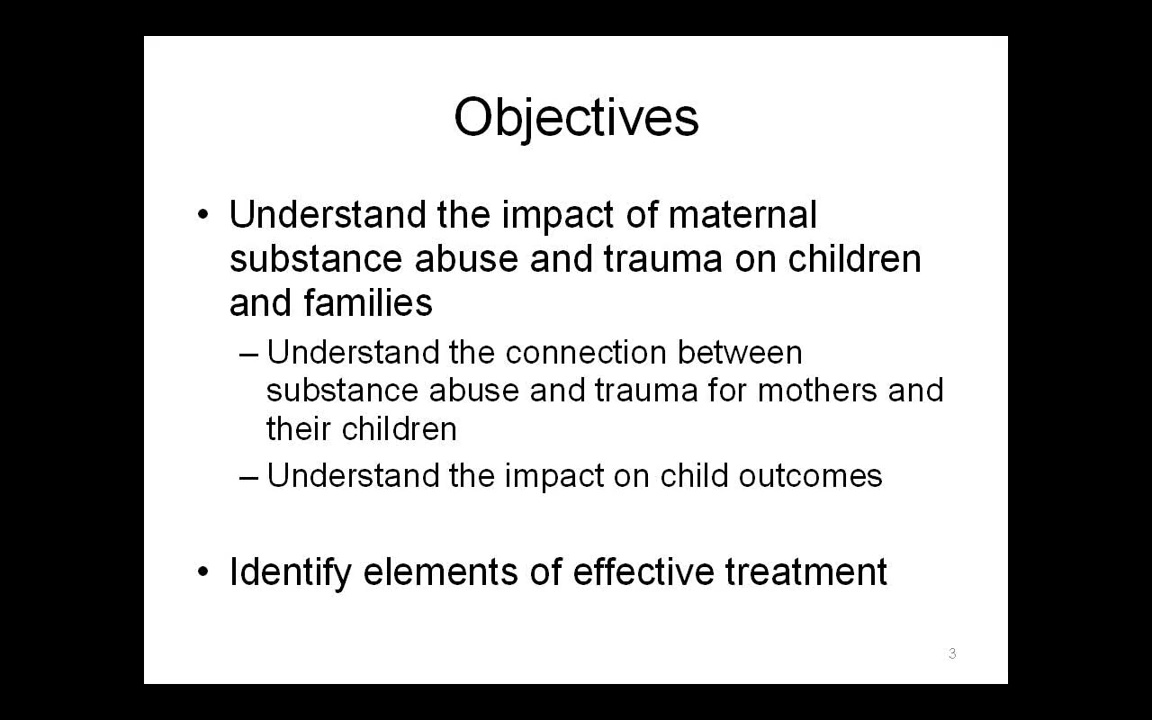 Objectives
• Understand the impact of maternal
substance abuse and trauma on children
and families
– Understand the connection between
substance abuse and trauma for mothers and
their children
– Understand the impact on child outcomes
• Identify elements of effective treatment
3